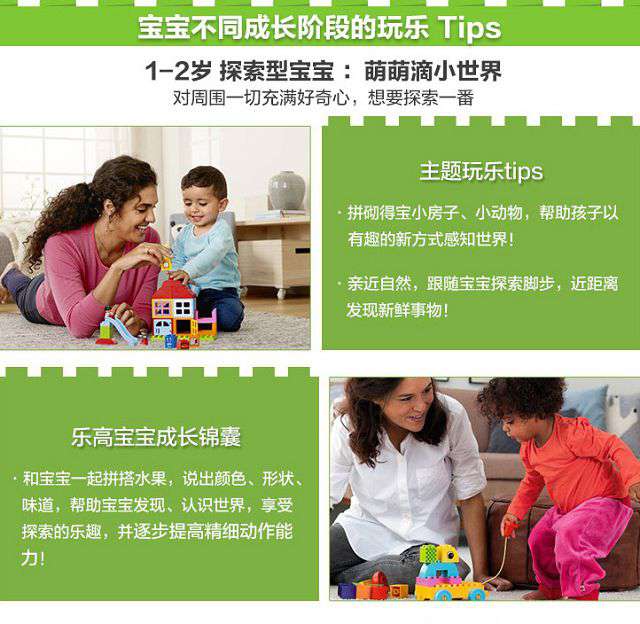 宝宝不同成长阶段的玩乐 Tips
1-2岁 探索型宝宝：萌萌滴小世界
对周围一切充满好奇心，想要探索一番
主题玩乐tips
· 拼砌得宝小房子、小动物，帮助孩子以
有趣的新方式感知世界！
· 亲近自然，跟随宝宝探索脚步，近距离
发现新鲜事物！
乐高宝宝成长锦囊
· 和宝宝一起拼搭水果，说出颜色、形状、
味道，帮助宝宝发现、认识世界，享受
探索的乐趣，并逐步提高精细动作能
力！